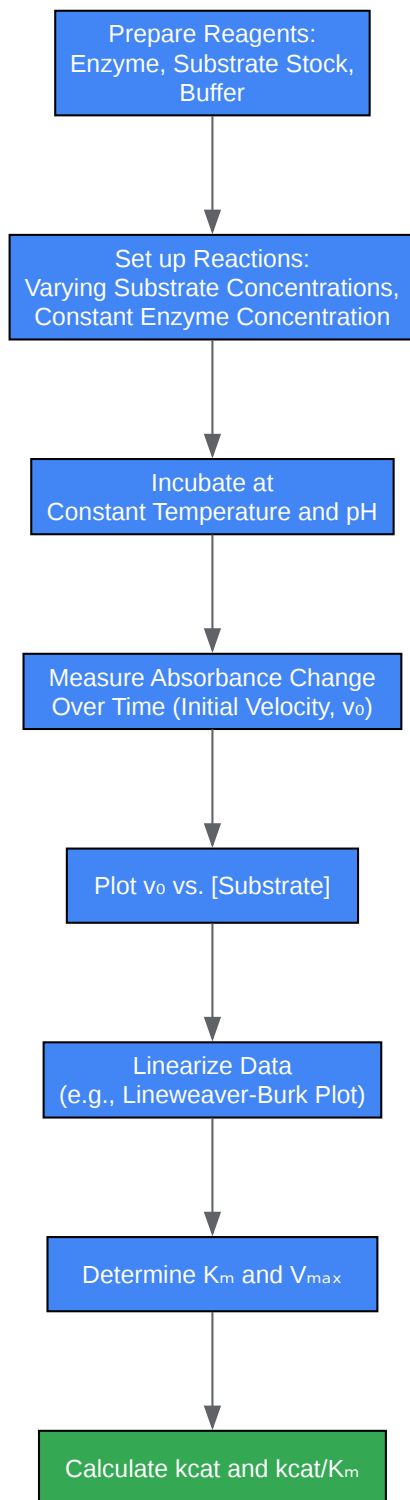 Prepare Reagents:
Enzyme, Substrate Stock,
Buffer
Set up Reactions:
Varying Substrate Concentrations,
Constant Enzyme Concentration
Incubate at
Constant Temperature and pH
Measure Absorbance Change
Over Time (Initial Velocity, v₀)
Plot v₀ vs. [Substrate]
Linearize Data
(e.g., Lineweaver-Burk Plot)
Determine Kₘ and Vₘₐₓ
Calculate kcat and kcat/Kₘ